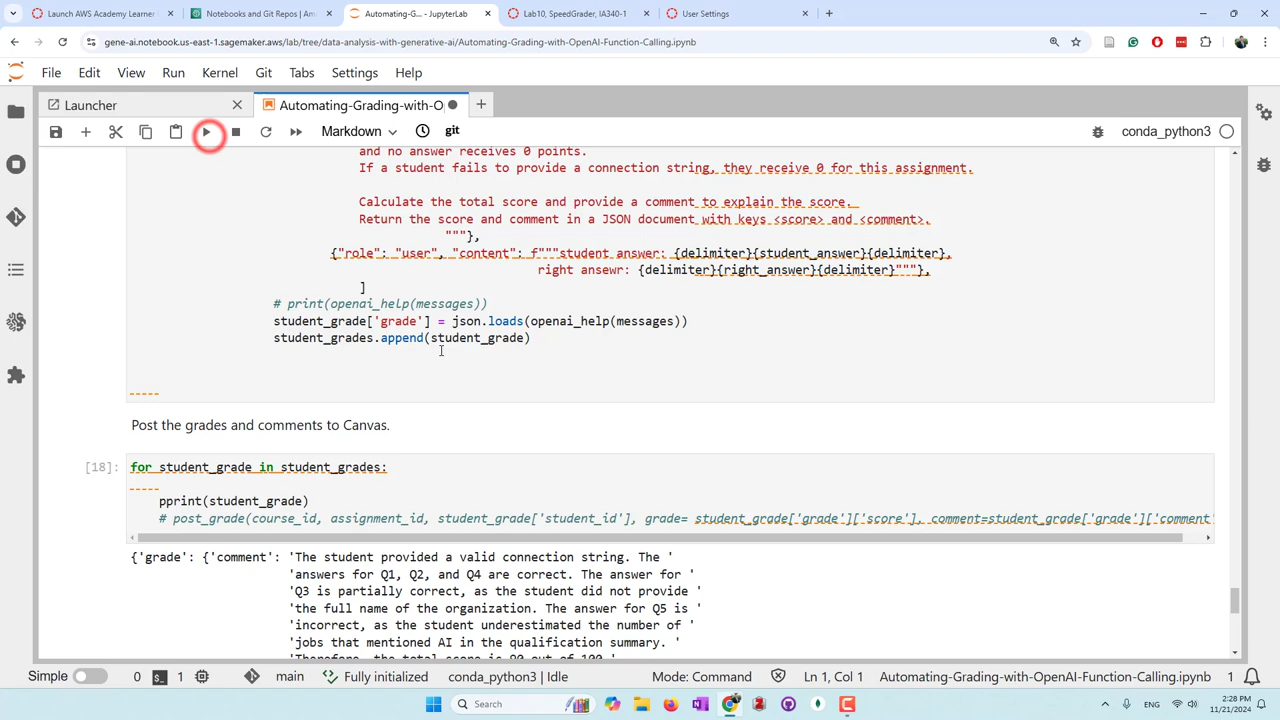 Launch AWS Academy Learner
Notebooks and Git Repos | Am
Automating-G... - JupyterLab
Lab10, SpeedGrader, IA340-1
User Settings
gene-ai.notebook.us-east-1.sagemaker.aws/lab/tree/data-analysis-with-generative-ai/Automating-Grading-with-OpenAI-Function-Calling.ipynb
File Edit View Run Kernel Git Tabs Settings Help
Launcher
Automating-Grading-with-O
Markdown
git
conda_python3
and no answer receives 0 points.
If a student fails to provide a connection string, they receive 0 for this assignment.
Calculate the total score and provide a comment to explain the score.
Return the score and comment in a JSON document with keys <score> and <comment>.
"""},
{"role": "user", "content": f"""student answer: {delimiter}{student_answer}{delimiter},
right ansewr: {delimiter}{right_answer}{delimiter}"""},
]
# print(openai_help(messages))
student_grade['grade'] = json.loads(openai_help(messages))
student_grades.append(student_grade)
Post the grades and comments to Canvas.
[18]:
for student_grade in student_grades:
pprint(student_grade)
# post_grade(course_id, assignment_id, student_grade['student_id'], grade= student_grade['grade']['score'], comment=student_grade['grade']['comment'
{'grade': {'comment': 'The student provided a valid connection string. The '
'answers for Q1, Q2, and Q4 are correct. The answer for '
'Q3 is partially correct, as the student did not provide '
'the full name of the organization. The answer for Q5 is '
'incorrect, as the student underestimated the number of '
'jobs that mentioned AI in the qualification summary. '
'Therefore, the total score is 90 out of 100.'
Simple 0 1 main Fully initialized conda_python3 | Idle Mode: Command Ln 1, Col 1 Automating-Grading-with-OpenAI-Function-Calling.ipynb 1
Search
ENG
2:28 PM
11/21/2024